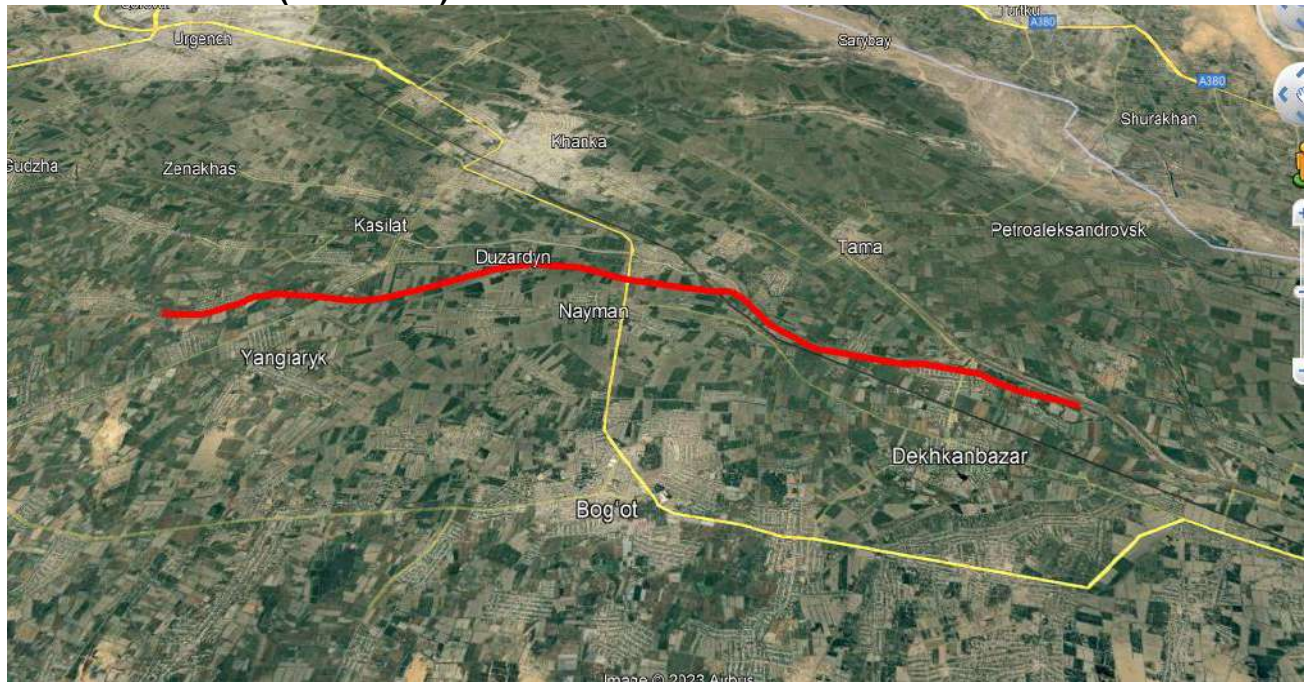 Turtku
A380
Urgench
Sarybay
A380
Shurakhan
Khanka
Gudzha
Zenakhas
Kasilat
Petroaleksandrovsk
Tama
Duzardyn
Nayman
Yangiaryk
Dekhkanbazar
Bog'ot
Image © 2023 Airbus